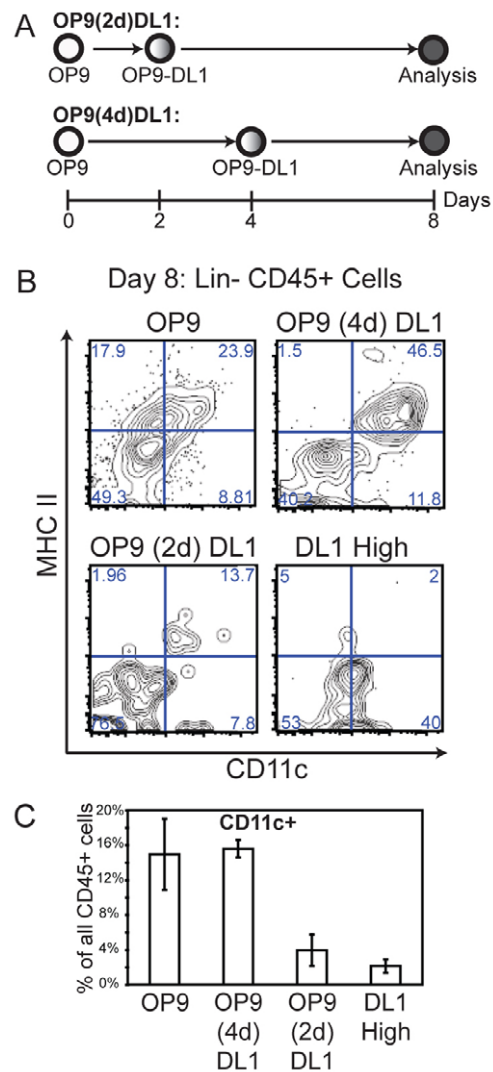 A
OP9(2d)DL1:
OP9
OP9-DL1
Analysis
OP9(4d)DL1:
OP9
OP9-DL1
Analysis
Days
0
2
4
8
B
Day 8: Lin- CD45+ Cells
OP9
OP9 (4d) DL1
17.9
23.9
1.5
46.5
49.3
8.81
11.8
OP9 (2d) DL1
DL1 High
1.96
13.7
5
2
7.8
53
40
MHC II
CD11c
C
CD11c+
% of all CD45+ cells
20%
16%
12%
8%
4%
0%
OP9
OP9
(4d)
DL1
OP9
(2d)
DL1
DL1
High